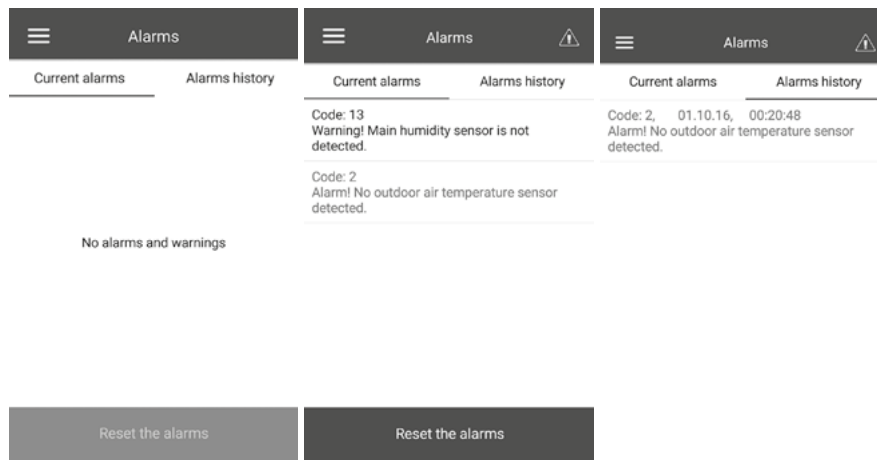 Alarms
Current alarms Alarms history
No alarms and warnings
Reset the alarms
Alarms
Current alarms Alarms history
Code: 13
Warning! Main humidity sensor is not
detected.
Code: 2
Alarm! No outdoor air temperature sensor
detected.
Reset the alarms
Alarms
Current alarms Alarms history
Code: 2, 01.10.16, 00:20:48
Alarm! No outdoor air temperature sensor
detected.